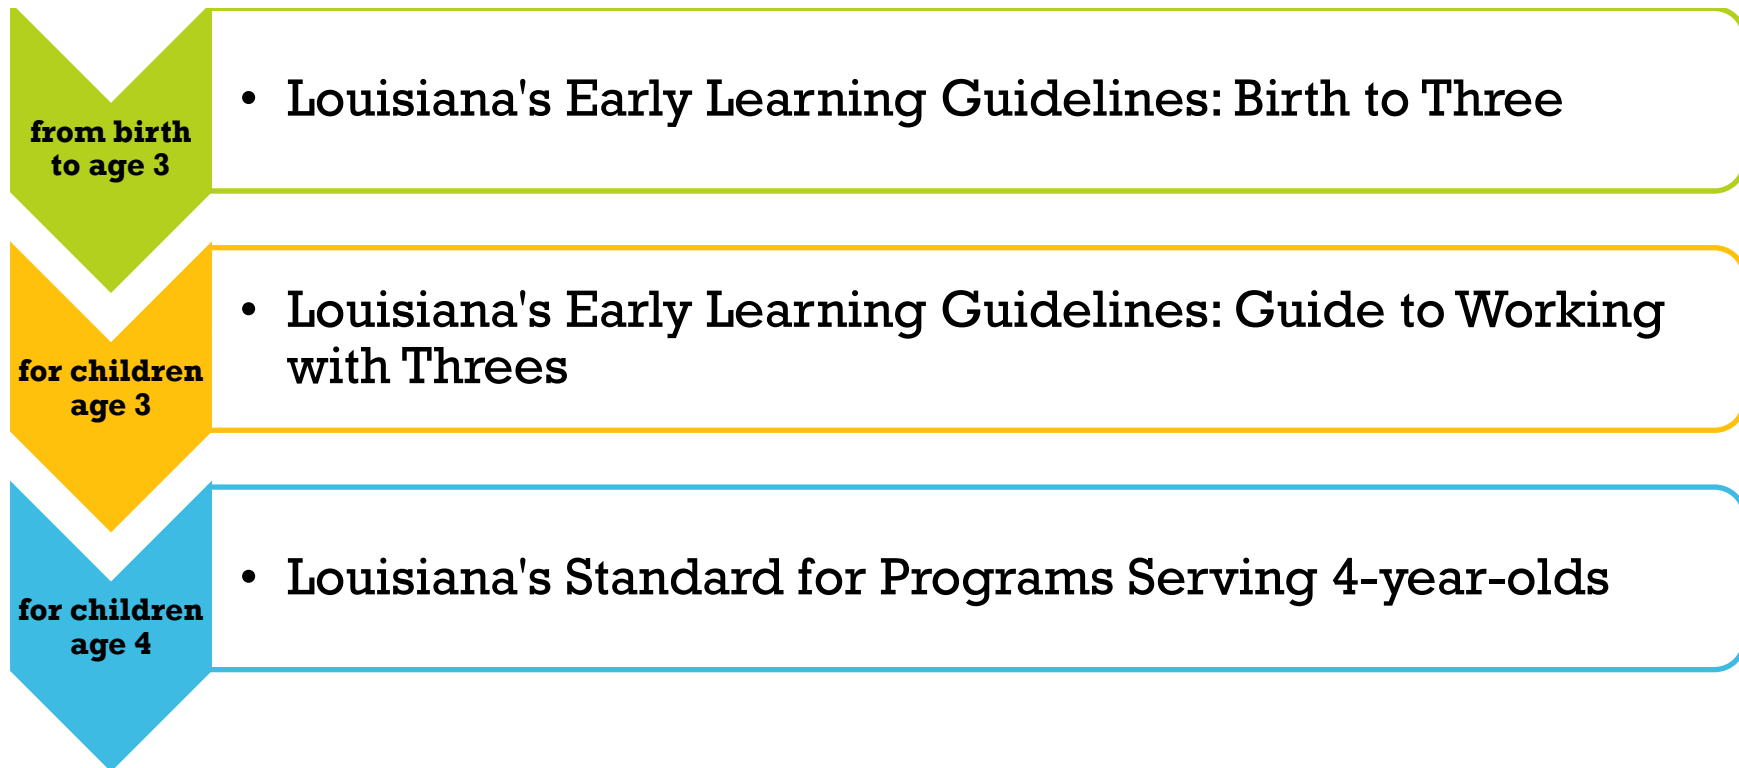 from birth
to age 3
• Louisiana's Early Learning Guidelines: Birth to Three
for children
age 3
• Louisiana's Early Learning Guidelines: Guide to Working
with Threes
for children
age 4
• Louisiana's Standard for Programs Serving 4-year-olds